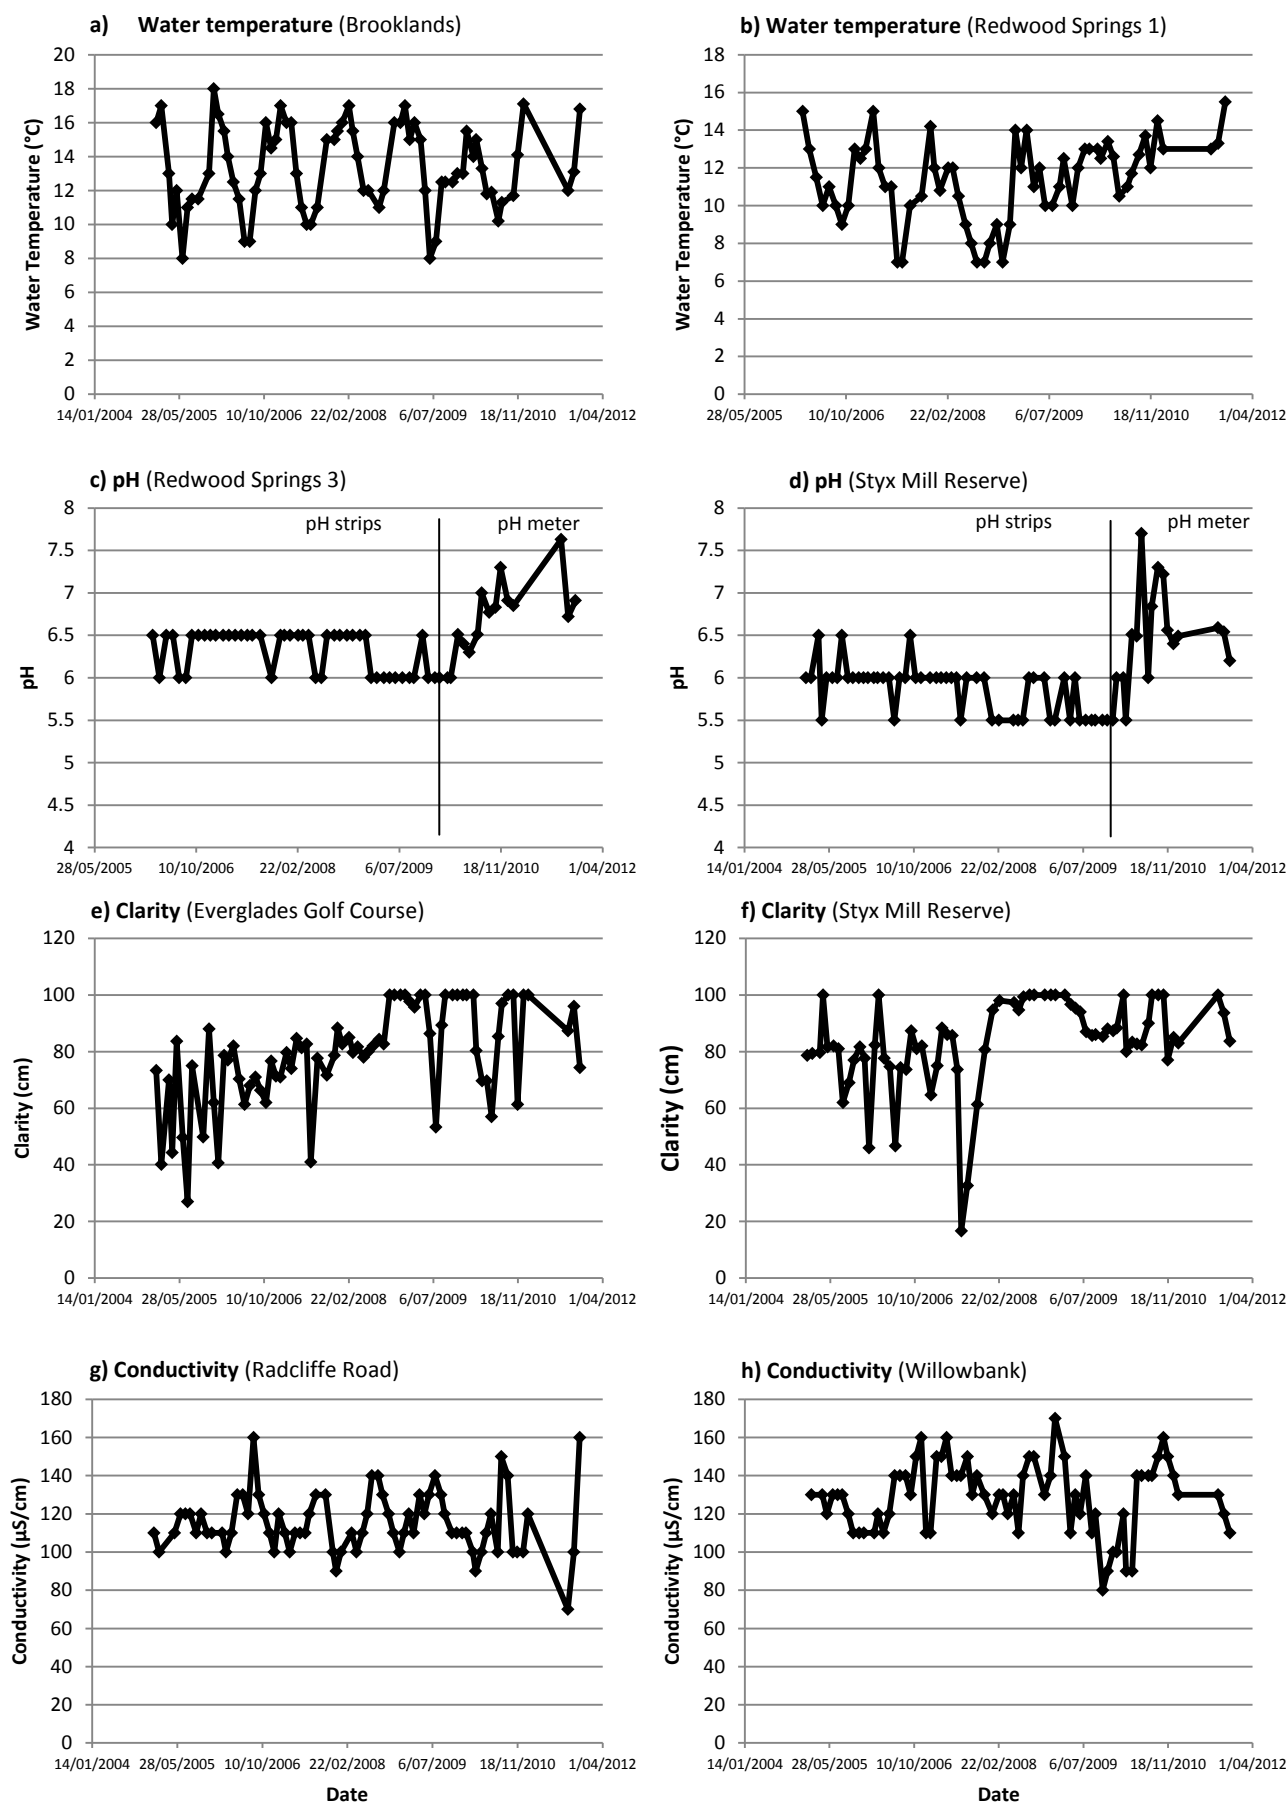 a) Water temperature (Brooklands)
20
18
16
14
12
10
8
6
4
2
0
Water Temperature (°C)
14/01/2004 28/05/2005 10/10/2006 22/02/2008 6/07/2009 18/11/2010 1/04/2012
b) Water temperature (Redwood Springs 1)
18
16
14
12
10
8
6
4
2
0
Water Temperature (°C)
28/05/2005 10/10/2006 22/02/2008 6/07/2009 18/11/2010 1/04/2012
c) pH (Redwood Springs 3)
pH strips pH meter
8
7.5
7
6.5
6
5.5
5
4.5
4
pH
28/05/2005 10/10/2006 22/02/2008 6/07/2009 18/11/2010 1/04/2012
d) pH (Styx Mill Reserve)
pH strips pH meter
8
7.5
7
6.5
6
5.5
5
4.5
4
pH
14/01/2004 28/05/2005 10/10/2006 22/02/2008 6/07/2009 18/11/2010 1/04/2012
e) Clarity (Everglades Golf Course)
120
100
80
60
40
20
0
Clarity (cm)
14/01/2004 28/05/2005 10/10/2006 22/02/2008 6/07/2009 18/11/2010 1/04/2012
f) Clarity (Styx Mill Reserve)
120
100
80
60
40
20
0
Clarity (cm)
14/01/2004 28/05/2005 10/10/2006 22/02/2008 6/07/2009 18/11/2010 1/04/2012
g) Conductivity (Radcliffe Road)
180
160
140
120
100
80
60
40
20
0
Conductivity (µS/cm)
14/01/2004 28/05/2005 10/10/2006 22/02/2008 6/07/2009 18/11/2010 1/04/2012
Date
h) Conductivity (Willowbank)
180
160
140
120
100
80
60
40
20
0
Conductivity (µS/cm)
14/01/2004 28/05/2005 10/10/2006 22/02/2008 6/07/2009 18/11/2010 1/04/2012
Date